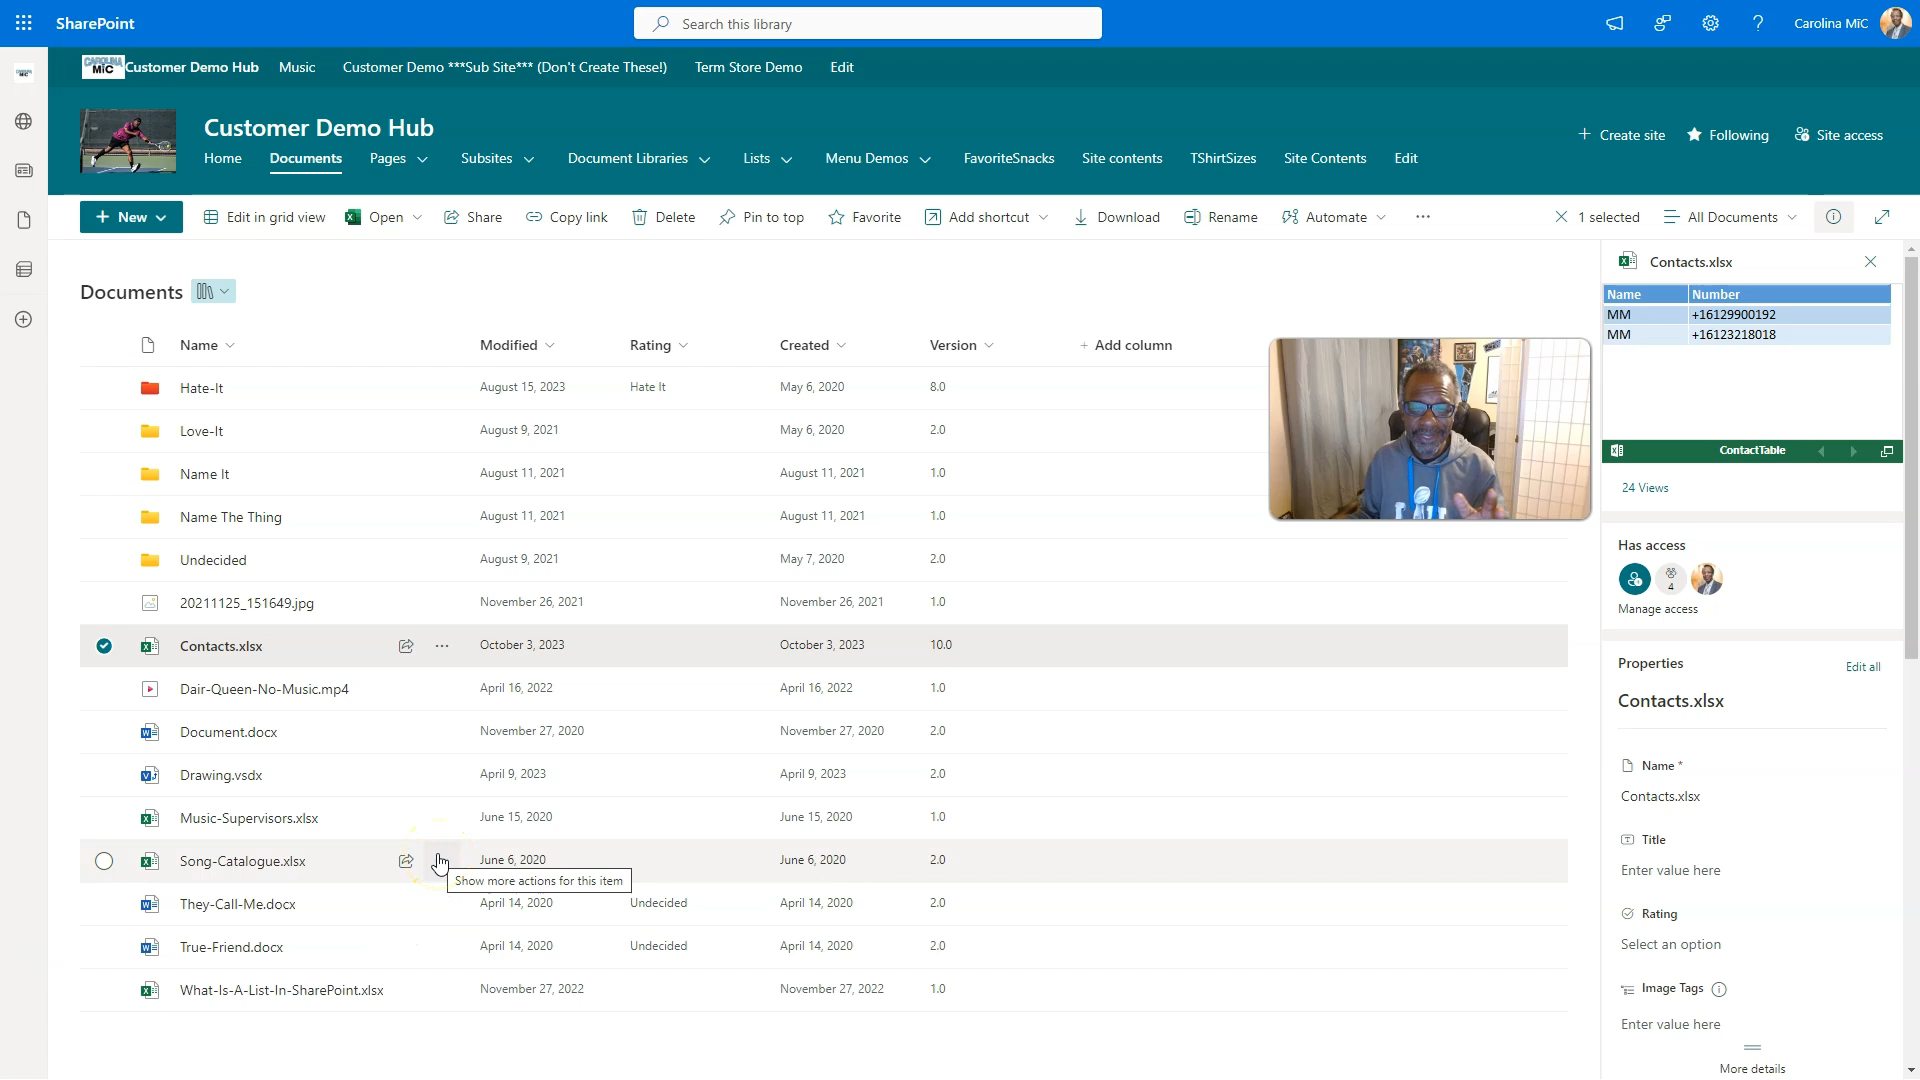 SharePoint
Search this library
Carolina MiC
CAROLINA MiC
Customer Demo Hub
Music
Customer Demo ***Sub Site*** (Don't Create These!)
Term Store Demo
Edit
Customer Demo Hub
Home
Documents
Pages
Subsites
Document Libraries
Lists
Menu Demos
FavoriteSnacks
Site contents
TShirtSizes
Site Contents
Edit
Create site
Following
Site access
New
Edit in grid view
Open
Share
Copy link
Delete
Pin to top
Favorite
Add shortcut
Download
Rename
Automate
1 selected
All Documents
Documents
Name Modified Rating Created Version + Add column
Hate-It August 15, 2023 Hate It May 6, 2020 8.0
Love-It August 9, 2021 May 6, 2020 2.0
Name It August 11, 2021 August 11, 2021 1.0
Name The Thing August 11, 2021 August 11, 2021 1.0
Undecided August 9, 2021 May 7, 2020 2.0
20211125_151649.jpg November 26, 2021 November 26, 2021 1.0
Contacts.xlsx October 3, 2023 October 3, 2023 10.0
Dair-Queen-No-Music.mp4 April 16, 2022 April 16, 2022 1.0
Document.docx November 27, 2020 November 27, 2020 2.0
Drawing.vsdx April 9, 2023 April 9, 2023 2.0
Music-Supervisors.xlsx June 15, 2020 June 15, 2020 1.0
Song-Catalogue.xlsx June 6, 2020 June 6, 2020 2.0
Show more actions for this item
They-Call-Me.docx April 14, 2020 Undecided April 14, 2020 2.0
True-Friend.docx April 14, 2020 Undecided April 14, 2020 2.0
What-Is-A-List-In-SharePoint.xlsx November 27, 2022 November 27, 2022 1.0
Contacts.xlsx
Name Number
MM +16129900192
MM +16123218018
ContactTable
24 Views
Has access
4
Manage access
Properties
Edit all
Contacts.xlsx
Name *
Contacts.xlsx
Title
Enter value here
Rating
Select an option
Image Tags
Enter value here
More details